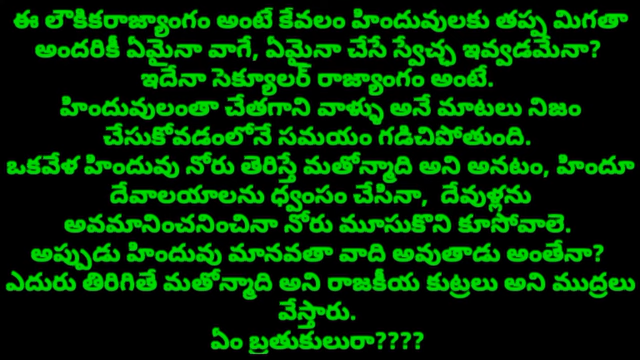 ఈ లౌకికరాజ్యాంగం అంటే కేవలం హిందువులకు తప్ప మిగతా
అందరికీ ఏమైనా వాగే, ఏమైనా చేసే స్వేచ్ఛ ఇవ్వడమేనా?
ఇదేనా సెక్యూలర్ రాజ్యాంగం అంటే.
హిందువులంతా చేతగాని వాళ్ళు అనే మాటలు నిజం
చేసుకోవడంలోనే సమయం గడిచిపోతుంది.
ఒకవేళ హిందువు నోరు తెరిస్తే మతోన్మాది అని అనటం, హిందూ
దేవాలయాలను ధ్వంసం చేసినా, దేవుళ్లను
అవమానించనించినా నోరు మూసుకొని కూసోవాలె.
అప్పుడు హిందువు మానవతా వాది అవుతాడు అంతేనా?
ఎదురు తిరిగితే మతోన్మాది అని రాజకీయ కుట్రలు అని ముద్రలు
వేస్తారు.
ఏం బ్రతుకులురా????